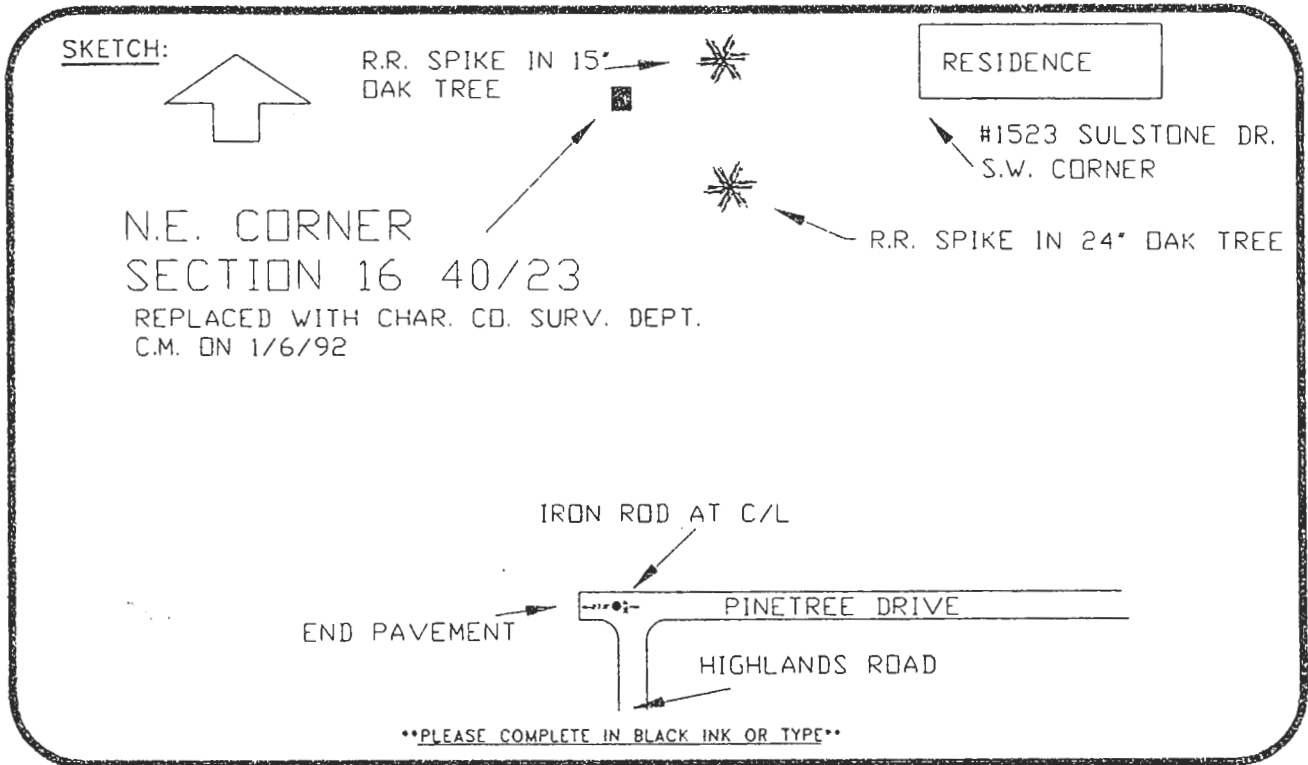 SKETCH:
R.R. SPIKE IN 15"
OAK TREE
RESIDENCE
#1523 SULSTONE DR.
S.W. CORNER
N.E. CORNER
SECTION 16 40/23
REPLACED WITH CHAR. CO. SURV. DEPT.
C.M. ON 1/6/92
R.R. SPIKE IN 24" OAK TREE
IRON ROD AT C/L
PINETREE DRIVE
END PAVEMENT
HIGHLANDS ROAD
**PLEASE COMPLETE IN BLACK INK OR TYPE**